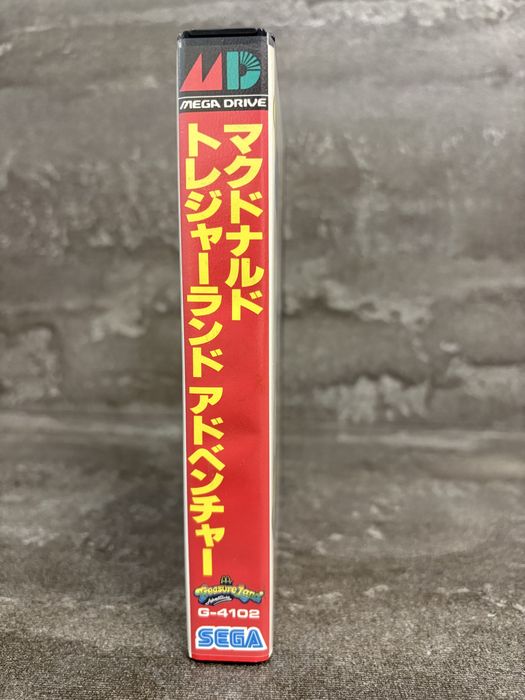 MD
MEGA DRIVE
マクドナルド
トレジャーランド アドベンチャー
Treasure Land
Adventure
G-4102
SEGA